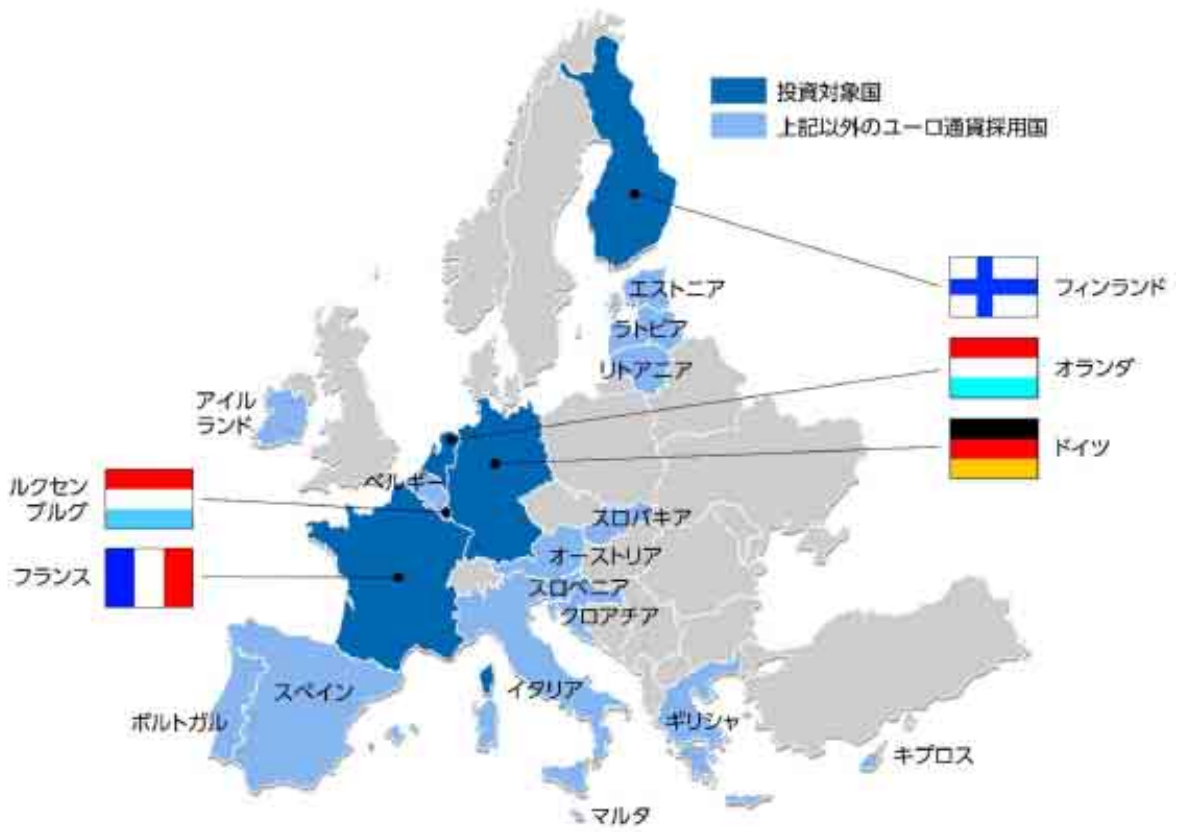 投資対象国
上記以外のユーロ通貨採用国
フィンランド
エストニア
ラトビア
リトアニア
オランダ
アイル
ランド
ドイツ
ベルギー
ルクセン
ブルグ
スロバキア
オーストリア
フランス
スロベニア
クロアチア
スペイン
イタリア
ポルトガル
ギリシャ
キプロス
マルタ